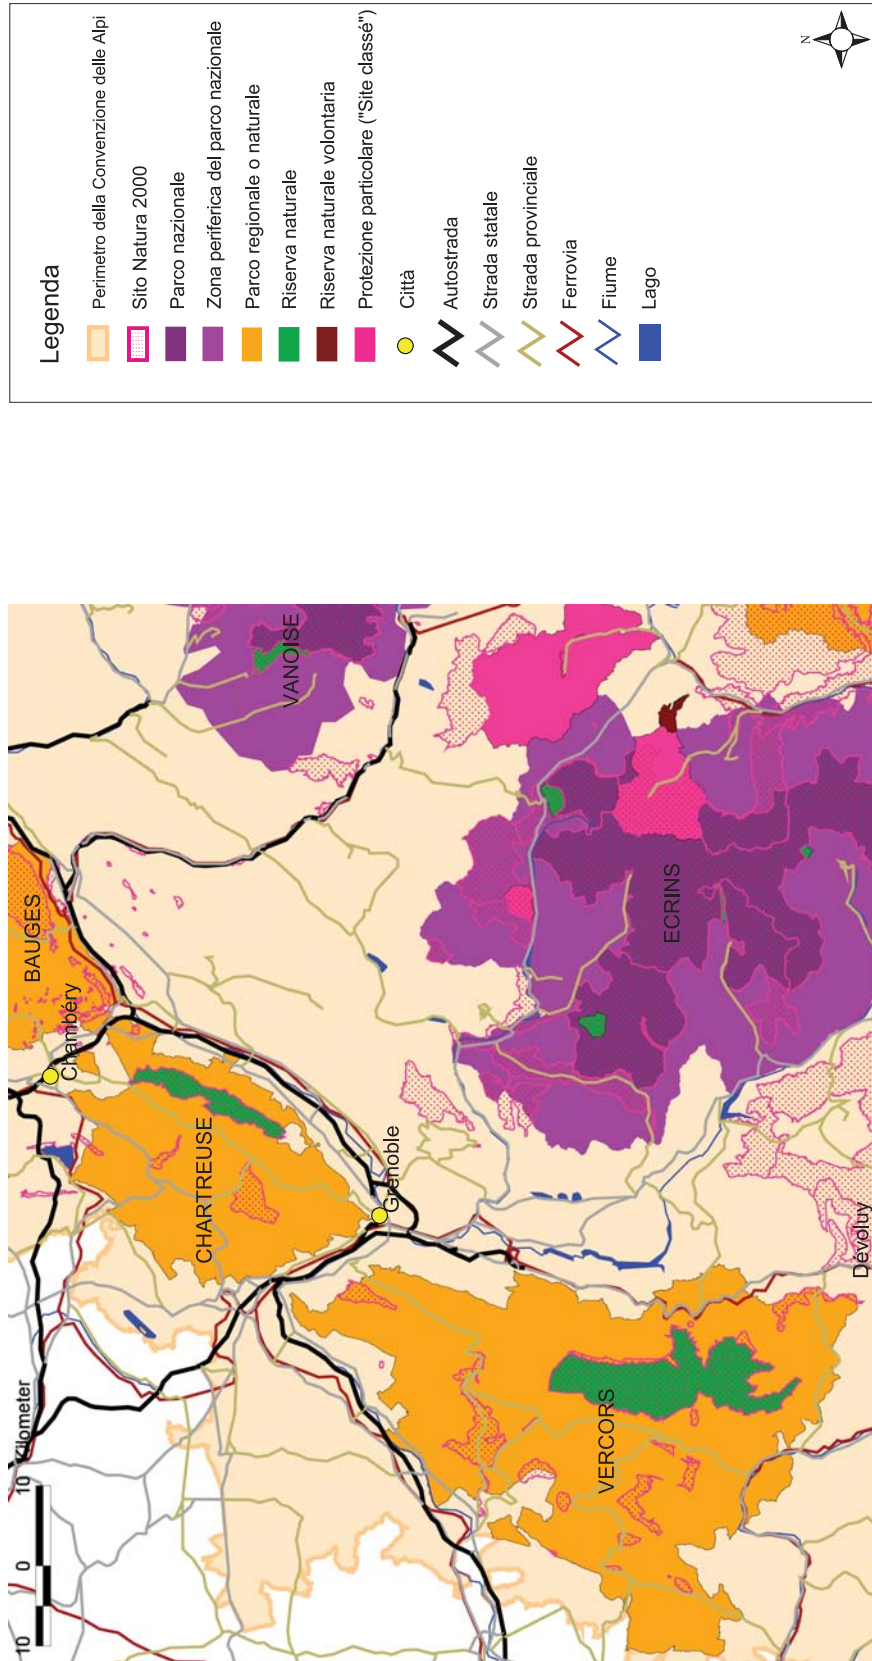 Legenda
Perimetro della Convenzione delle Alpi
Sito Natura 2000
Parco nazionale
Zona periferica del parco nazionale
Parco regionale o naturale
Riserva naturale
Riserva naturale volontaria
Protezione particolare ("Site classé")
Città
Autostrada
Strada statale
Strada provinciale
Ferrovia
Fiume
Lago
N
10 0 10 Kilometer
BAUGES
Chambéry
VANOISE
CHARTREUSE
Grenoble
ECRINS
VERCORS
Dévoluy